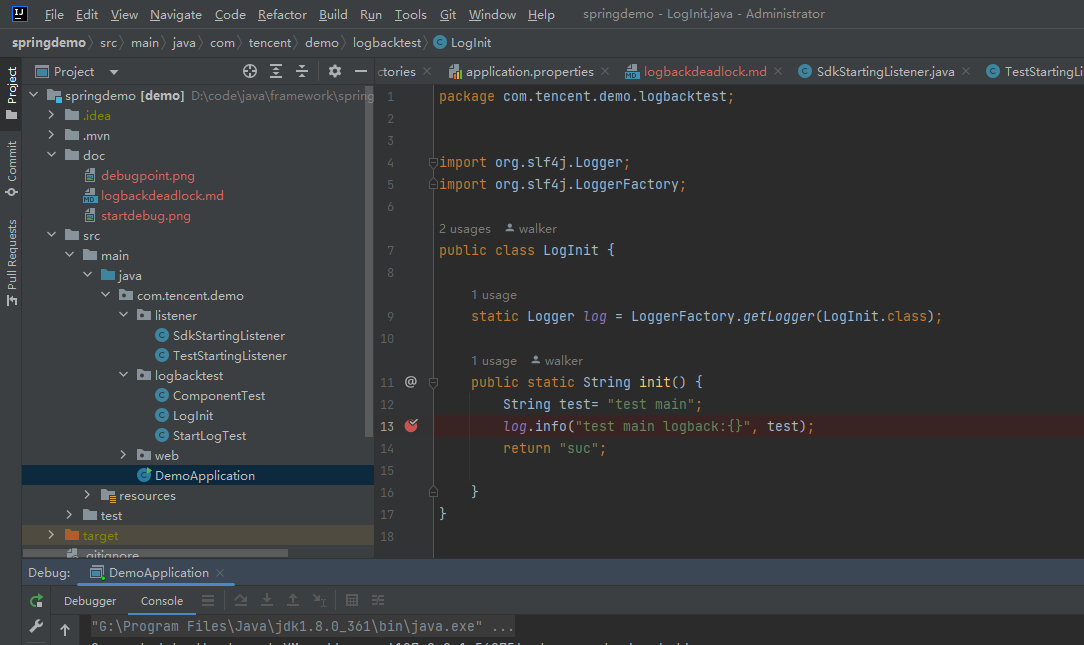 File Edit View Navigate Code Refactor Build Run Tools Git Window Help springdemo - LogInit.java - Administrator
springdemo src main java com tencent demo logbacktest LogInit
Project
ctories application.properties logbackdeadlock.md SdkStartingListener.java TestStartingLi
Project
Commit
Pull Requests
springdemo [demo] D:\code\java\framework\spring
.idea
.mvn
doc
debugpoint.png
logbackdeadlock.md
startdebug.png
src
main
java
com.tencent.demo
listener
SdkStartingListener
TestStartingListener
logbacktest
ComponentTest
LogInit
StartLogTest
web
DemoApplication
resources
test
target
.gitignore
1 package com.tencent.demo.logbacktest;
2
3
4 import org.slf4j.Logger;
5 import org.slf4j.LoggerFactory;
6
2 usages walker
7 public class LogInit {
8
1 usage
9 static Logger log = LoggerFactory.getLogger(LogInit.class);
10
1 usage walker
11 @ public static String init() {
12 String test= "test main";
13 log.info("test main logback:{}", test);
14 return "suc";
15
16 }
17 }
18
Debug: DemoApplication
Debugger Console
"G:\Program Files\Java\jdk1.8.0_361\bin\java.exe" ...